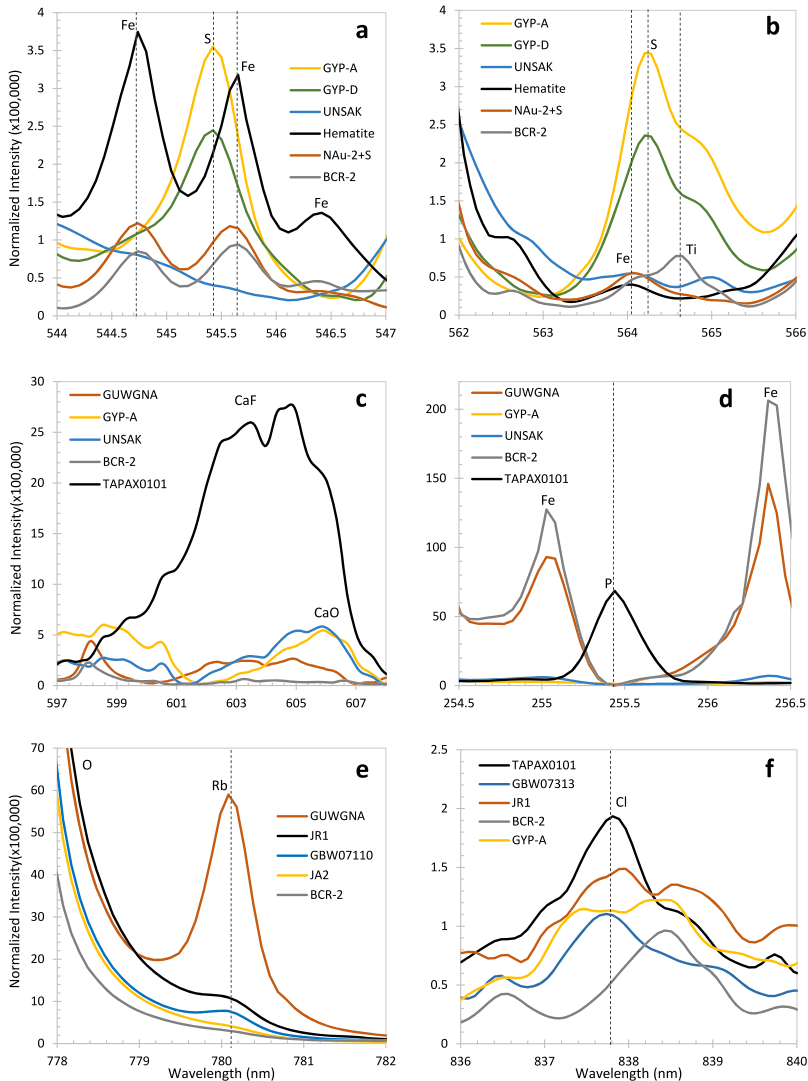 a
Normalized Intensity (x100,000)
4
3.5
3
2.5
2
1.5
1
0.5
0
Fe
S
Fe
Fe
GYP-A
GYP-D
UNSAK
Hematite
NAu-2+S
BCR-2
544
544.5
545
545.5
546
546.5
547
b
4
3.5
3
2.5
2
1.5
1
0.5
0
S
Fe
Ti
GYP-A
GYP-D
UNSAK
Hematite
NAu-2+S
BCR-2
562
563
564
565
566
c
Normalized Intensity(x100,000)
30
25
20
15
10
5
0
GUWGNA
GYP-A
UNSAK
BCR-2
TAPAX0101
CaF
CaO
597
599
601
603
605
607
d
200
150
100
50
0
GUWGNA
GYP-A
UNSAK
BCR-2
TAPAX0101
Fe
P
Fe
254.5
255
255.5
256
256.5
e
Normalized Intensity(x100,000)
70
60
50
40
30
20
10
0
O
Rb
GUWGNA
JR1
GBW07110
JA2
BCR-2
778
779
780
781
782
Wavelength (nm)
f
2.5
2
1.5
1
0.5
0
TAPAX0101
GBW07313
JR1
BCR-2
GYP-A
Cl
836
837
838
839
840
Wavelength (nm)